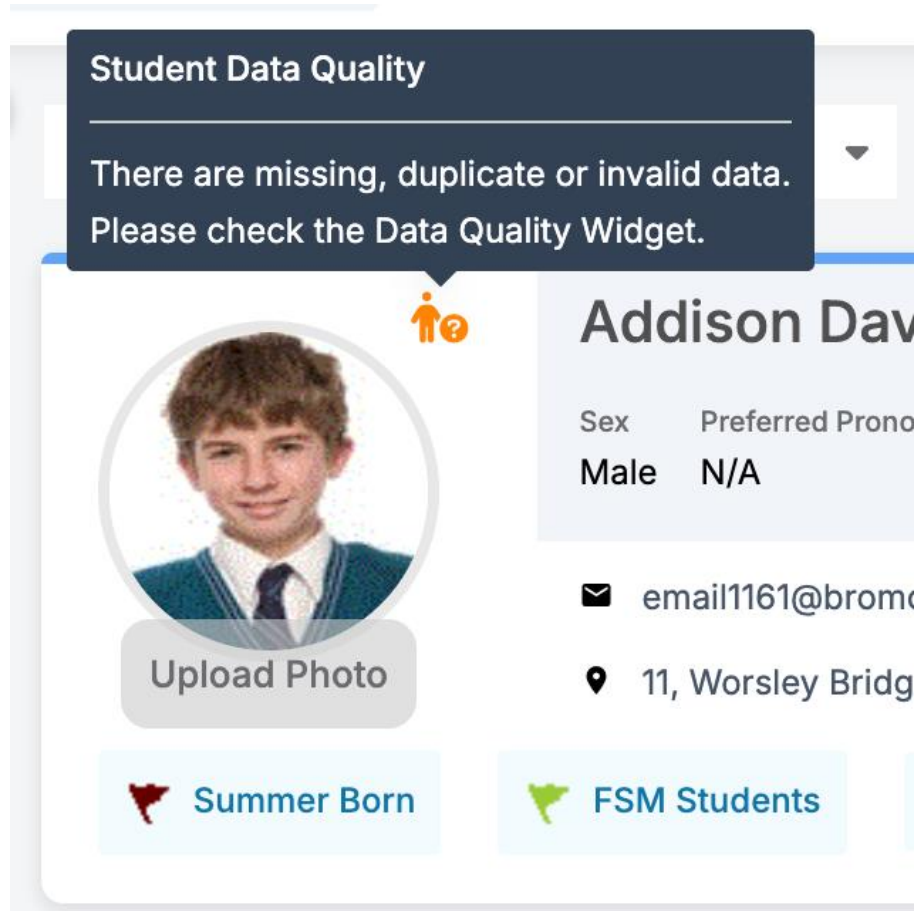 Student Data Quality
There are missing, duplicate or invalid data.
Please check the Data Quality Widget.
Addison Dav
Sex Preferred Prono
Male N/A
email1161@brom
11, Worsley Bridg
Upload Photo
Summer Born FSM Students